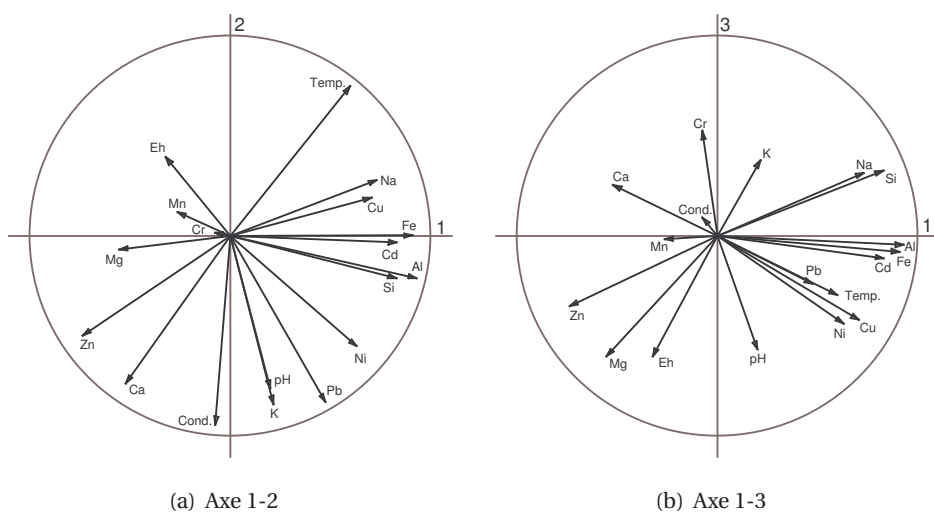 2
Temp.
Eh
Na
Mn
Cu
Cr
Fe
1
Cd
Mg
Al
Si
Zn
Ni
Ca
pH
Pb
K
Cond.
(a) Axe 1-2
3
Cr
K
Na
Ca
Si
Cond.
1
Mn
Al
Fe
Cd
Pb
Temp.
Zn
Cu
Ni
Mg
Eh
pH
(b) Axe 1-3